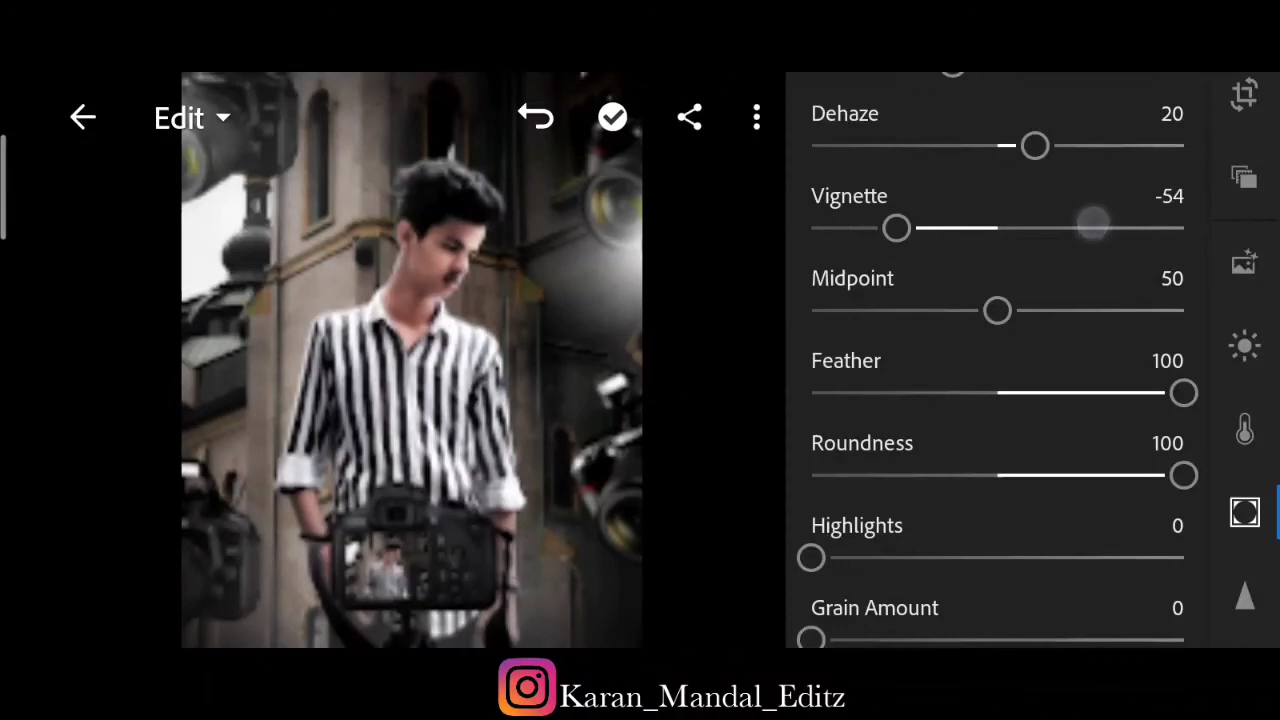 Edit
Dehaze 20
Vignette -54
Midpoint 50
Feather 100
Roundness 100
Highlights 0
Grain Amount 0
Karan_Mandal_Editz